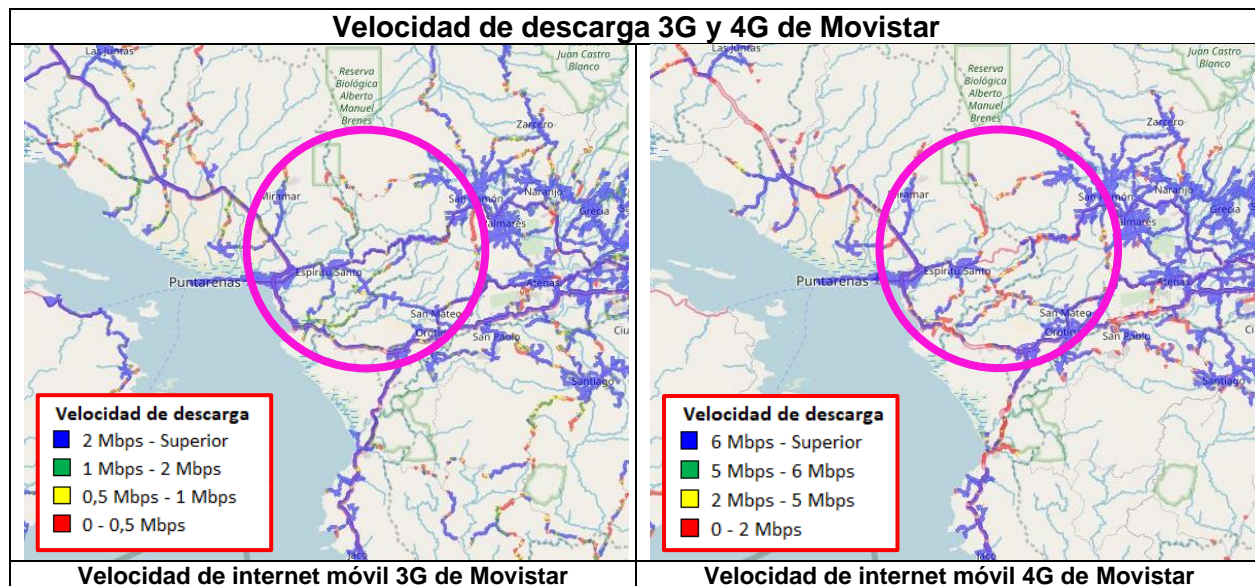 Velocidad de descarga 3G y 4G de Movistar
Las Juntas
Reserva
Biológica
Alberto
Manuel
Brenes
Juan Castro
Blanco
Zarcero
Miramar
San Ramón
Naranjo
Grecia
Palmares
Espíritu Santo
Puntarenas
Atenas
San Mateo
Orotina
San Pablo
Santiago
Jacó
Velocidad de descarga
2 Mbps - Superior
1 Mbps - 2 Mbps
0,5 Mbps - 1 Mbps
0 - 0,5 Mbps
Velocidad de internet móvil 3G de Movistar
Las Juntas
Reserva
Biológica
Alberto
Manuel
Brenes
Juan Castro
Blanco
Zarcero
Miramar
San Ramón
Naranjo
Grecia
Palmares
Espíritu Santo
Puntarenas
Atenas
San Mateo
Orotina
San Pablo
Santiago
Jacó
Velocidad de descarga
6 Mbps - Superior
5 Mbps - 6 Mbps
2 Mbps - 5 Mbps
0 - 2 Mbps
Velocidad de internet móvil 4G de Movistar